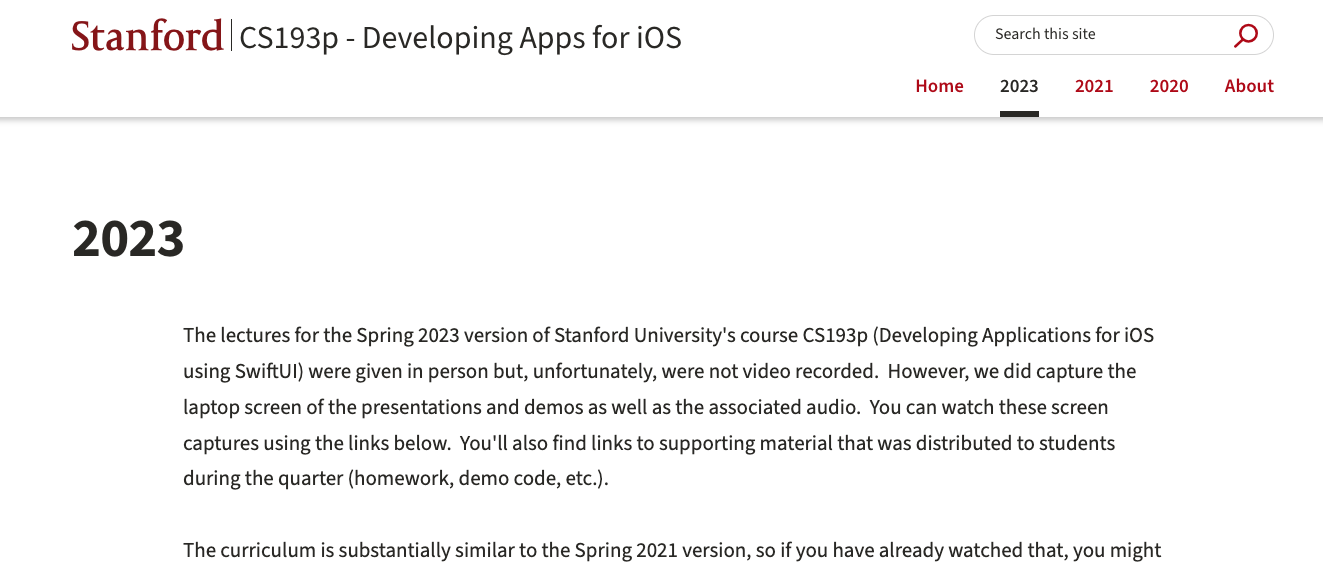 Stanford CS193p - Developing Apps for iOS
Search this site
Home 2023 2021 2020 About
2023
The lectures for the Spring 2023 version of Stanford University's course CS193p (Developing Applications for iOS
using SwiftUI) were given in person but, unfortunately, were not video recorded.  However, we did capture the
laptop screen of the presentations and demos as well as the associated audio.  You can watch these screen
captures using the links below.  You'll also find links to supporting material that was distributed to students
during the quarter (homework, demo code, etc.).
The curriculum is substantially similar to the Spring 2021 version, so if you have already watched that, you might